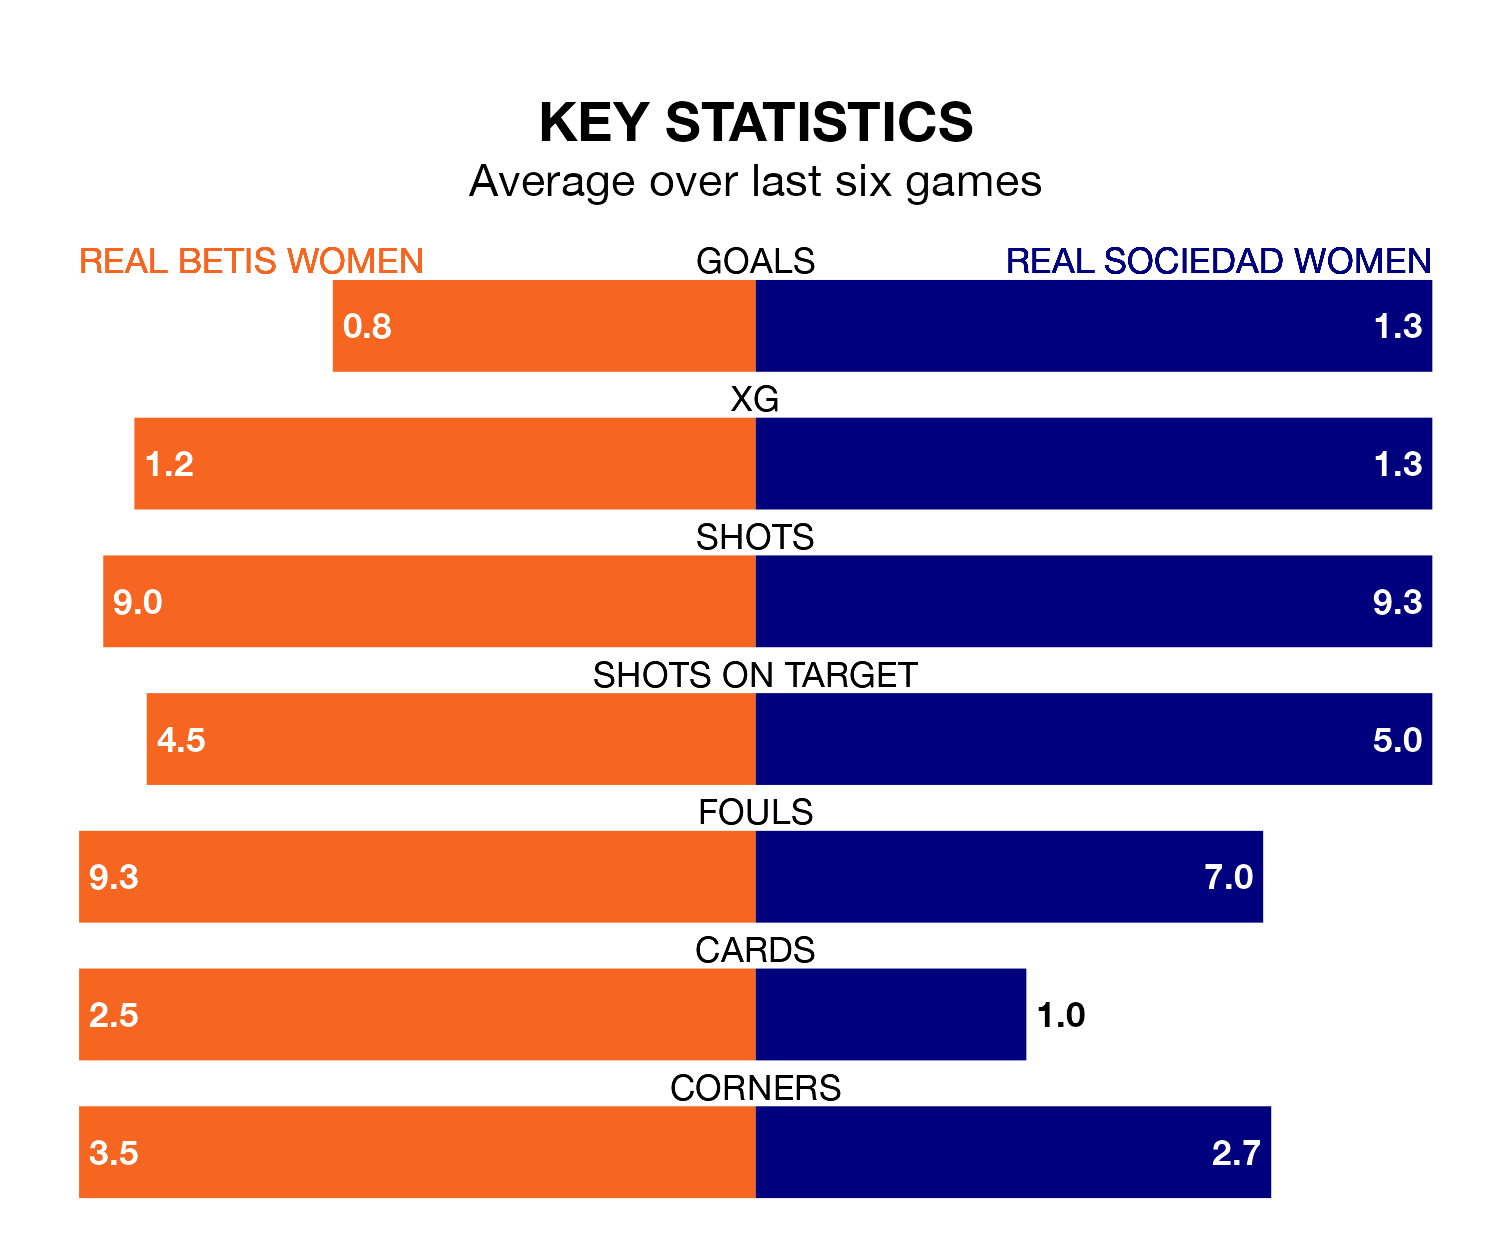 KEY STATISTICS
Average over last six games
REAL BETIS WOMEN GOALS REAL SOCIEDAD WOMEN
0.8 1.3
XG
1.2 1.3
SHOTS
9.0 9.3
SHOTS ON TARGET
4.5 5.0
FOULS
9.3 7.0
CARDS
2.5 1.0
CORNERS
3.5 2.7